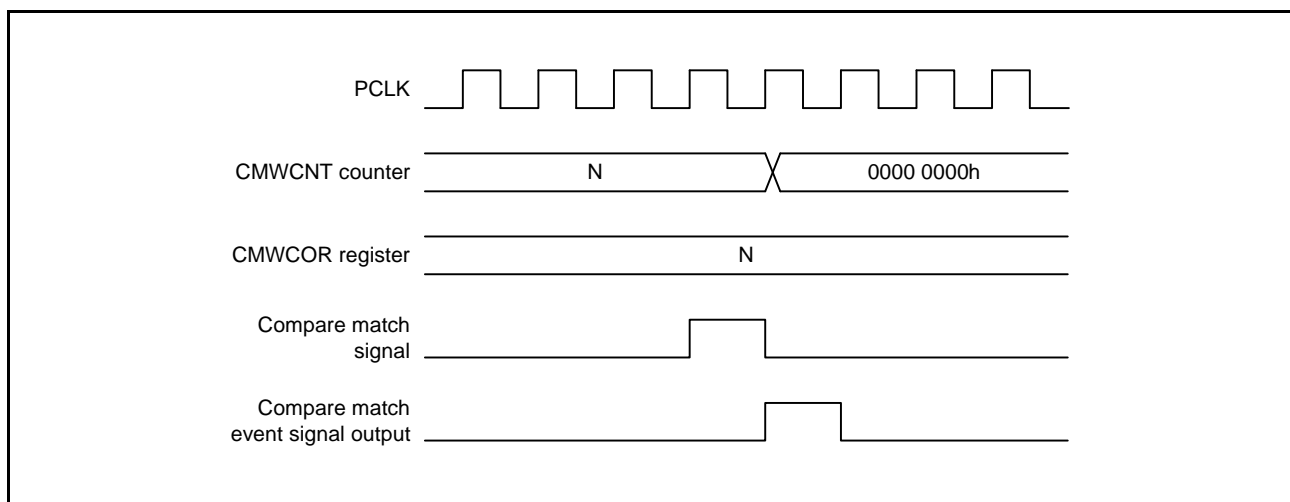 PCLK
CMWCNT counter
N
0000 0000h
CMWCOR register
N
Compare match
signal
Compare match
event signal output